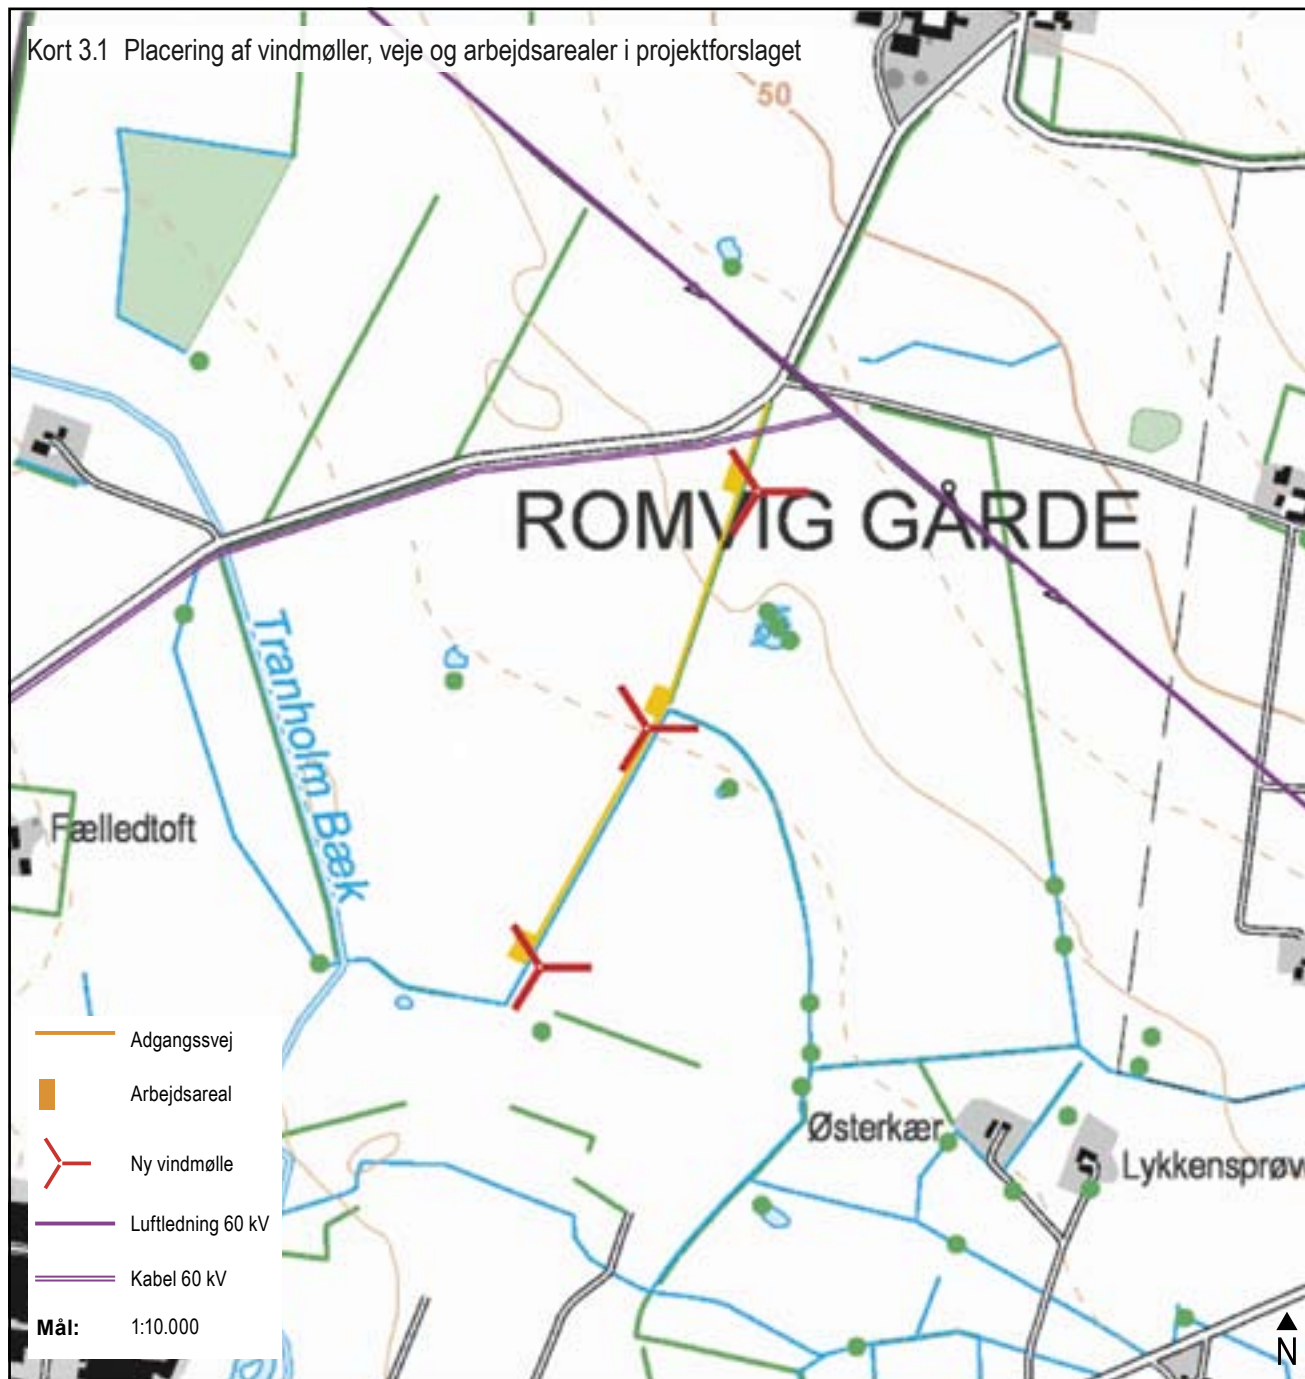 Kort 3.1 Placering af vindmøller, veje og arbejdsarealer i projektforslaget
50
ROMVIG GÅRDE
Tranholm Bæk
Fælledtoft
Østerkær
Lykkensprøv
Adgangssvej
Arbejdsareal
Ny vindmølle
Luftledning 60 kV
Kabel 60 kV
Mål: 1:10.000
N